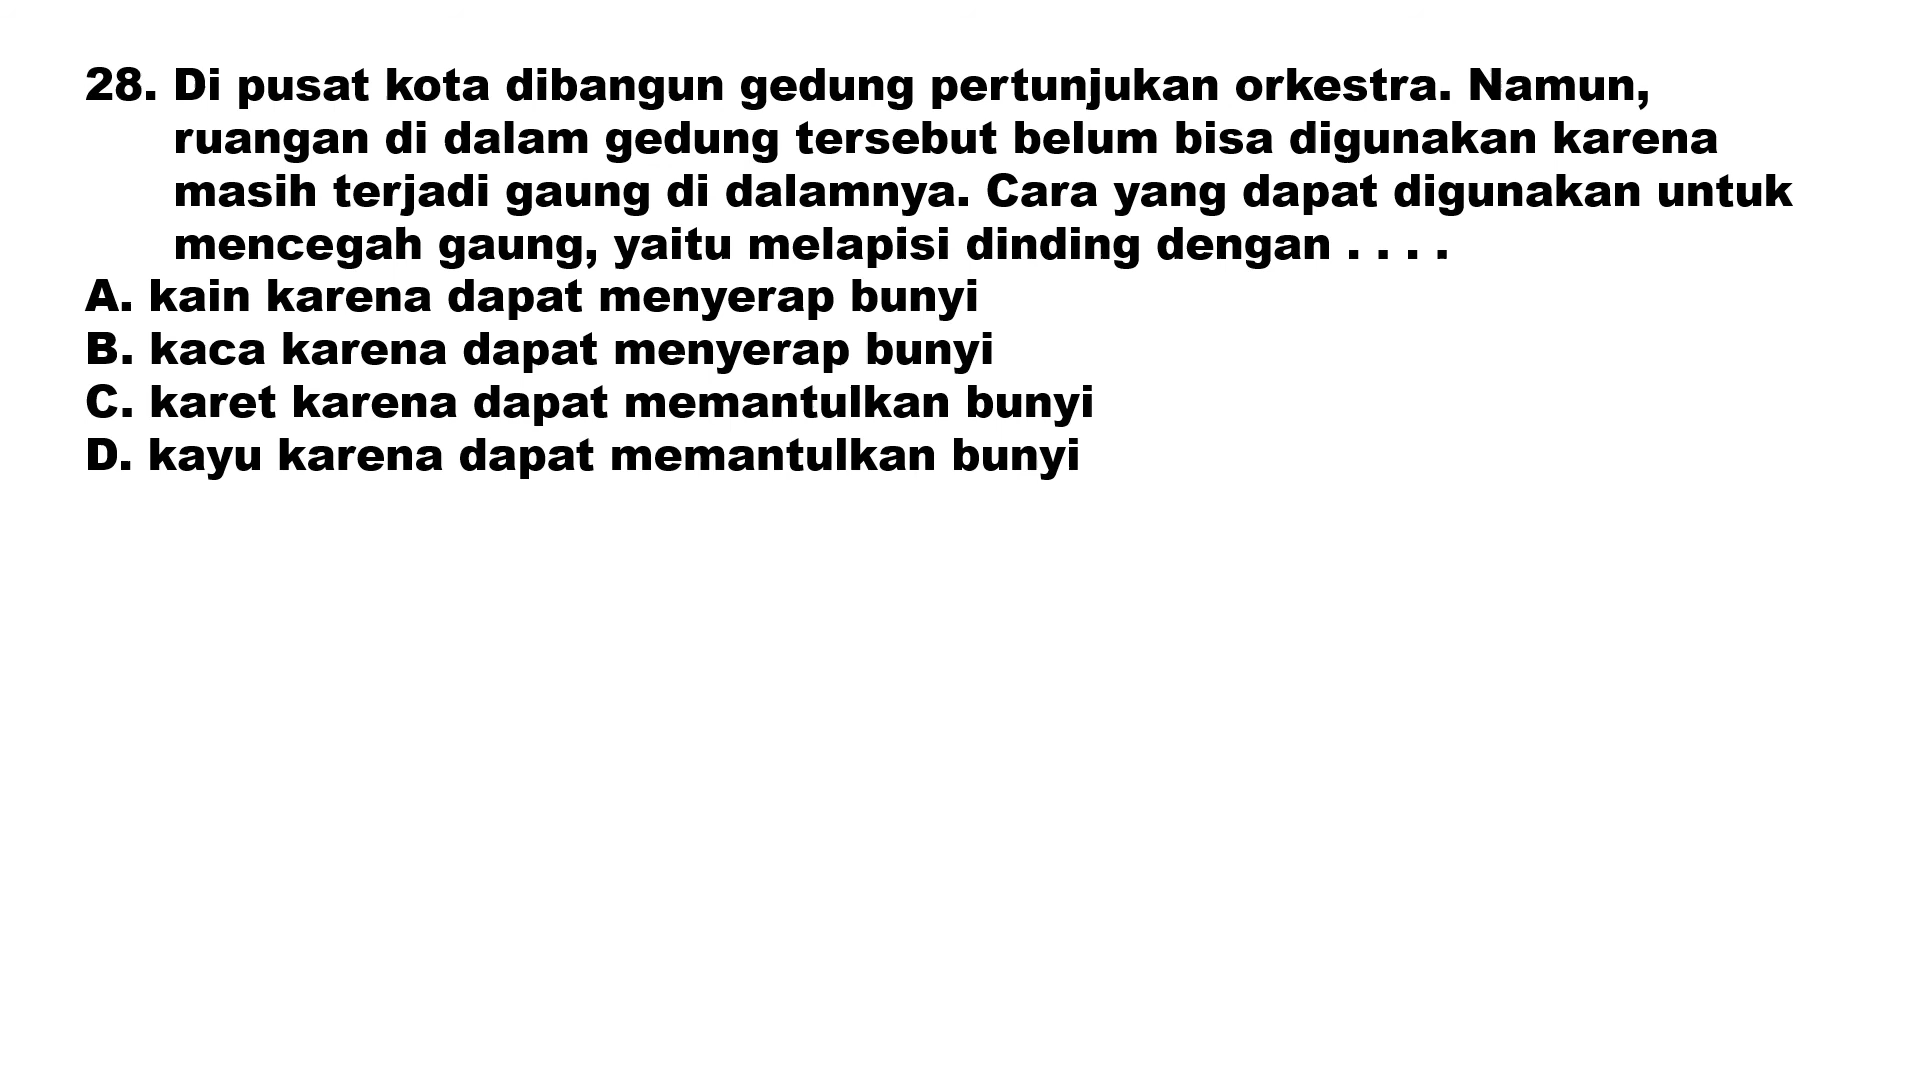 28. Di pusat kota dibangun gedung pertunjukan orkestra. Namun,
ruangan di dalam gedung tersebut belum bisa digunakan karena
masih terjadi gaung di dalamnya. Cara yang dapat digunakan untuk
mencegah gaung, yaitu melapisi dinding dengan . . . .
A. kain karena dapat menyerap bunyi
B. kaca karena dapat menyerap bunyi
C. karet karena dapat memantulkan bunyi
D. kayu karena dapat memantulkan bunyi